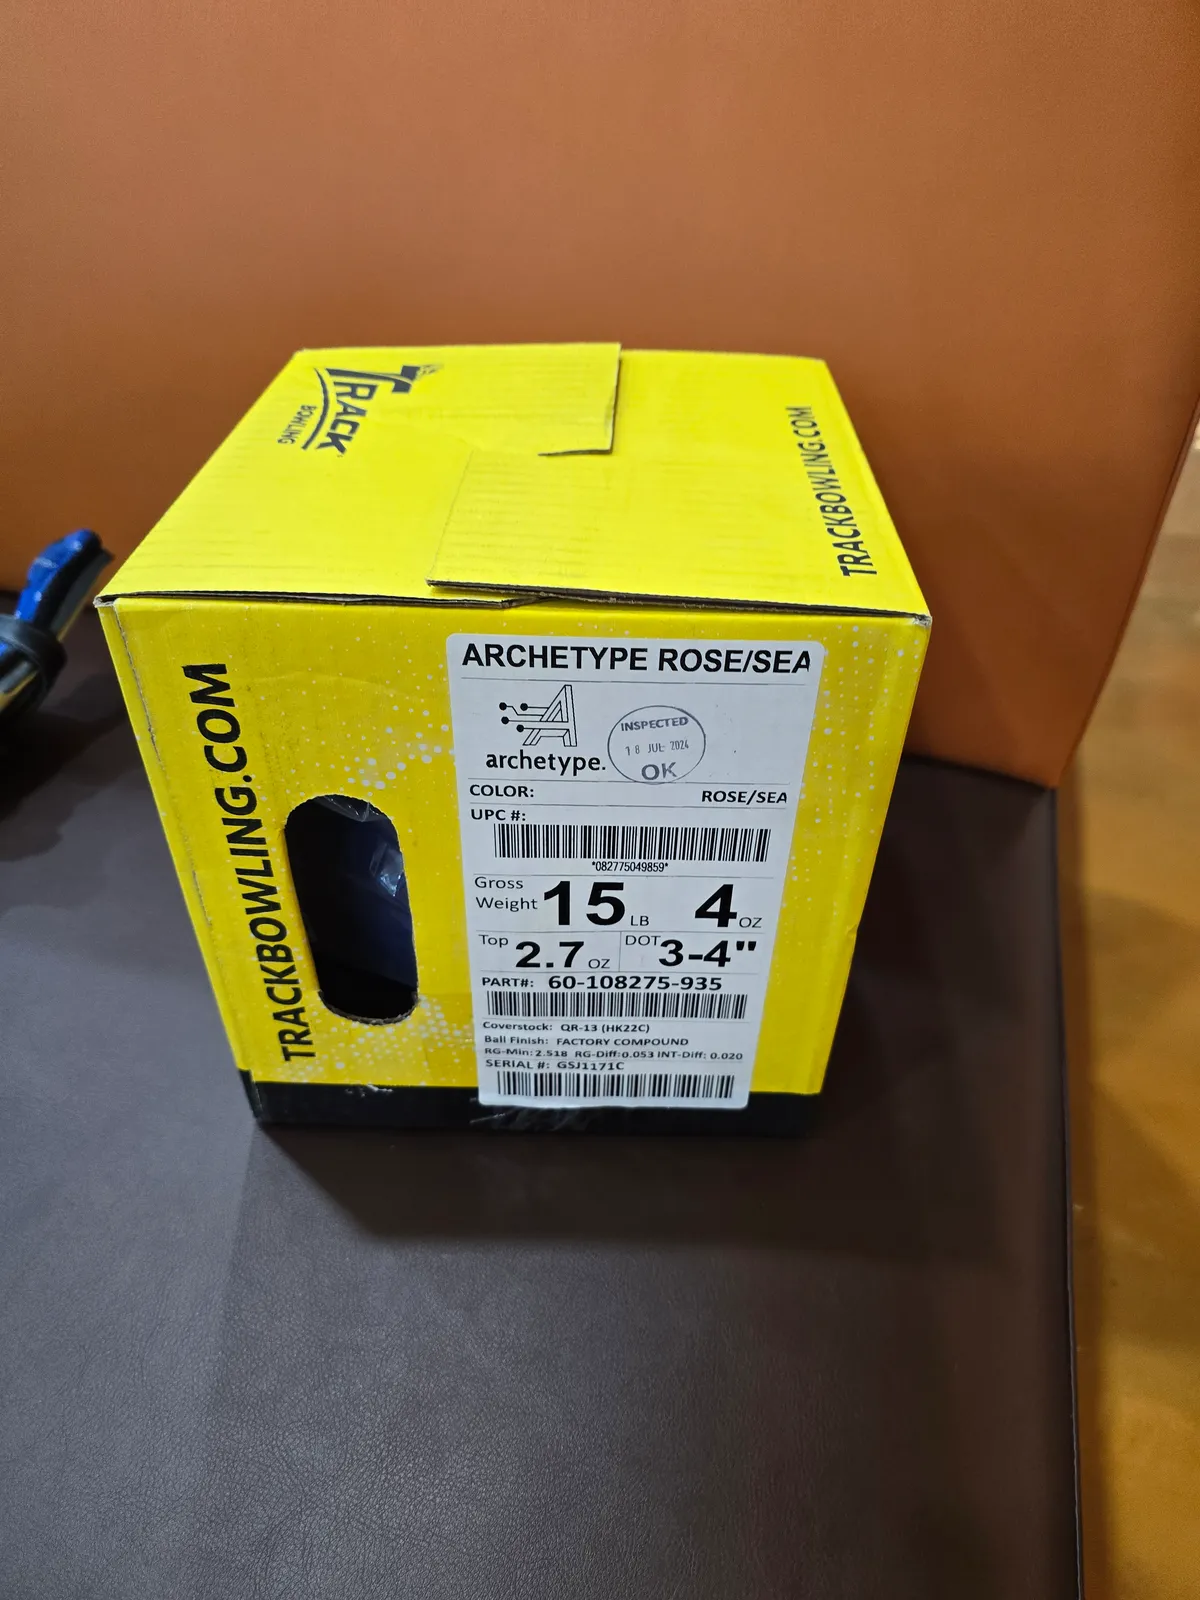 TRACK
BOWLING
TRACKBOWLING.COM
TRACKBOWLING.COM
ARCHETYPE ROSE/SEA
archetype.
INSPECTED
18 JUL 2024
OK
COLOR: ROSE/SEA
UPC #:
*082775049859*
Gross Weight 15 LB 4 OZ
Top 2.7 OZ DOT 3-4"
PART#: 60-108275-935
Coverstock: QR-13 (HK22C)
Ball Finish: FACTORY COMPOUND
RG-Min: 2.518 RG-Diff: 0.053 INT-Diff: 0.020
SERIAL #: GSJ1171C